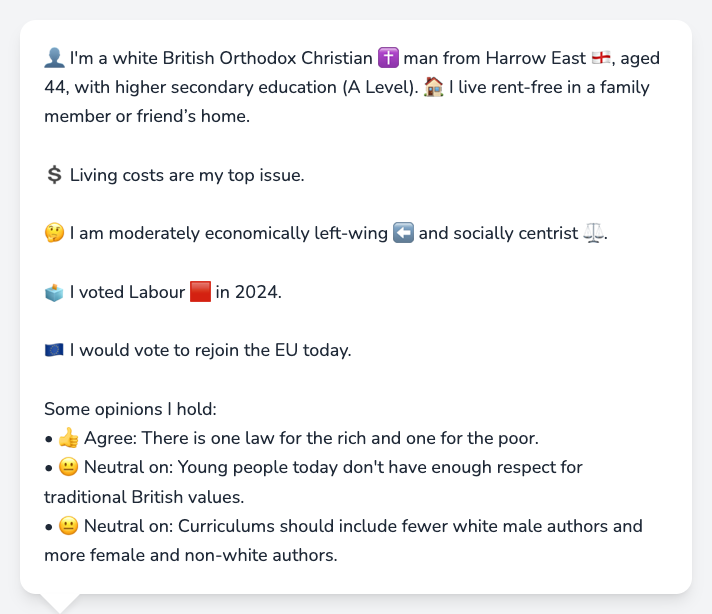 👤 I'm a white British Orthodox Christian ✝️ man from Harrow East 🏴󠁧󠁢󠁥󠁮󠁧󠁿, aged
44, with higher secondary education (A Level). 🏠 I live rent-free in a family
member or friend’s home.
💲 Living costs are my top issue.
🤔 I am moderately economically left-wing ⬅️ and socially centrist ⚖️.
🗳️ I voted Labour 🟥 in 2024.
🇪🇺 I would vote to rejoin the EU today.
Some opinions I hold:
• 👍 Agree: There is one law for the rich and one for the poor.
• 😐 Neutral on: Young people today don't have enough respect for
traditional British values.
• 😐 Neutral on: Curriculums should include fewer white male authors and
more female and non-white authors.